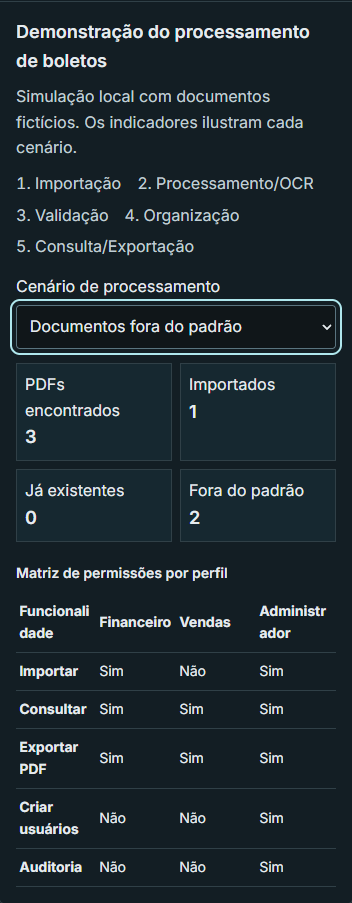 Demonstração do processamento
de boletos
Simulação local com documentos
fictícios. Os indicadores ilustram cada
cenário.
1. Importação 2. Processamento/OCR
3. Validação 4. Organização
5. Consulta/Exportação
Cenário de processamento
Documentos fora do padrão
PDFs
encontrados
3
Importados
1
Já existentes
0
Fora do padrão
2
Matriz de permissões por perfil
Funcionali
dade
Financeiro
Vendas
Administr
ador
Importar Sim Não Sim
Consultar Sim Sim Sim
Exportar
PDF
Sim Sim Sim
Criar
usuários
Não Não Sim
Auditoria Não Não Sim